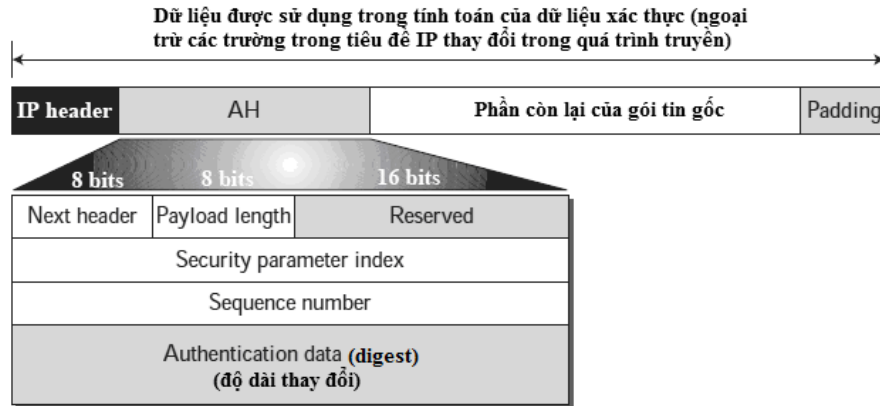 Dữ liệu được sử dụng trong tính toán của dữ liệu xác thực (ngoại
trừ các trường trong tiêu đề IP thay đổi trong quá trình truyền)
IP header AH Phần còn lại của gói tin gốc Padding
8 bits 8 bits 16 bits
Next header Payload length Reserved
Security parameter index
Sequence number
Authentication data (digest)
(độ dài thay đổi)